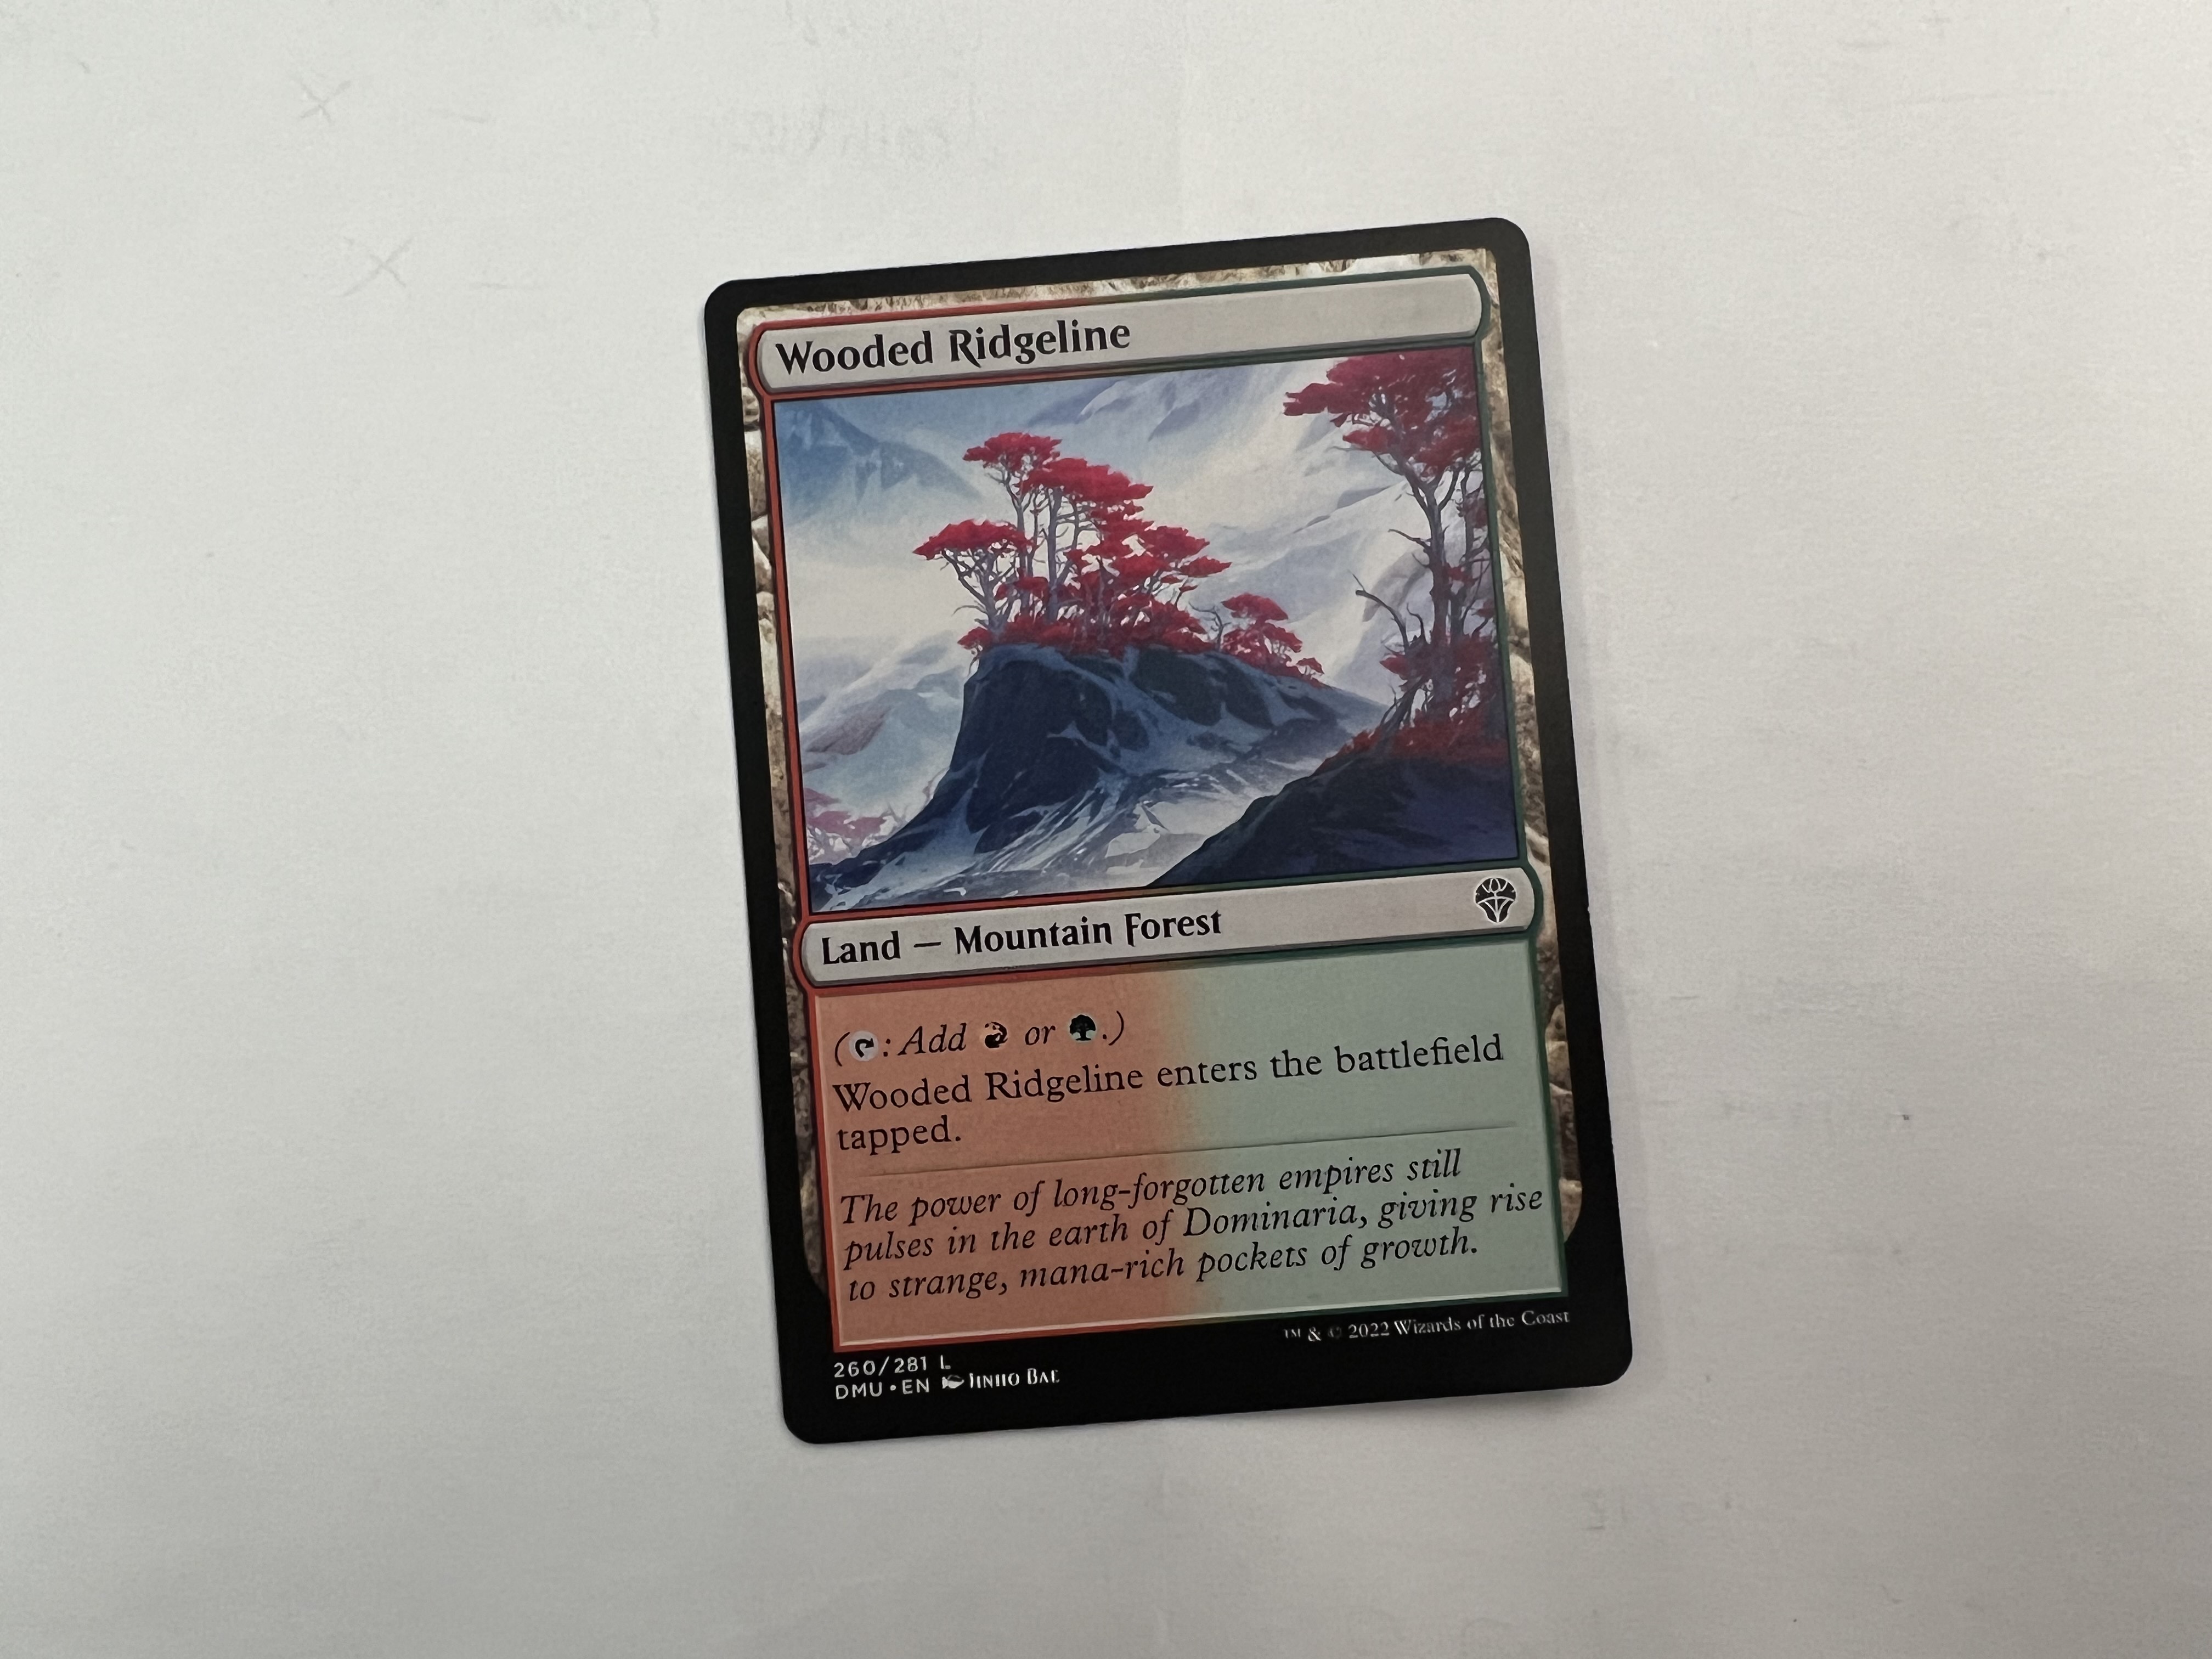 Wooded Ridgeline
Land — Mountain Forest
(: Add or .)
Wooded Ridgeline enters the battlefield
tapped.
The power of long-forgotten empires still
pulses in the earth of Dominaria, giving rise
to strange, mana-rich pockets of growth.
™ & © 2022 Wizards of the Coast
260/281 L
DMU • EN Jinho Bae